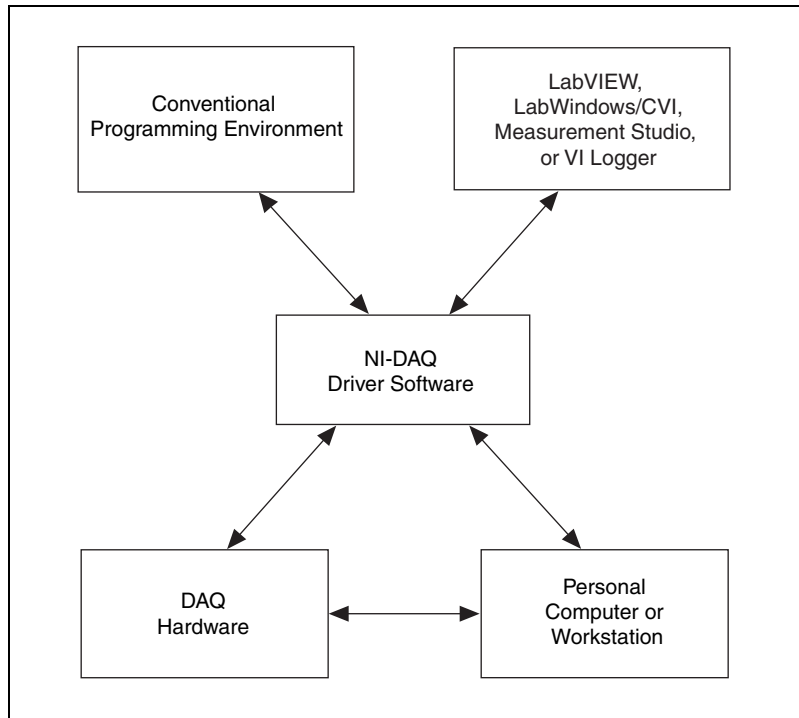 Conventional
Programming Environment
LabVIEW,
LabWindows/CVI,
Measurement Studio,
or VI Logger
NI-DAQ
Driver Software
DAQ
Hardware
Personal
Computer or
Workstation